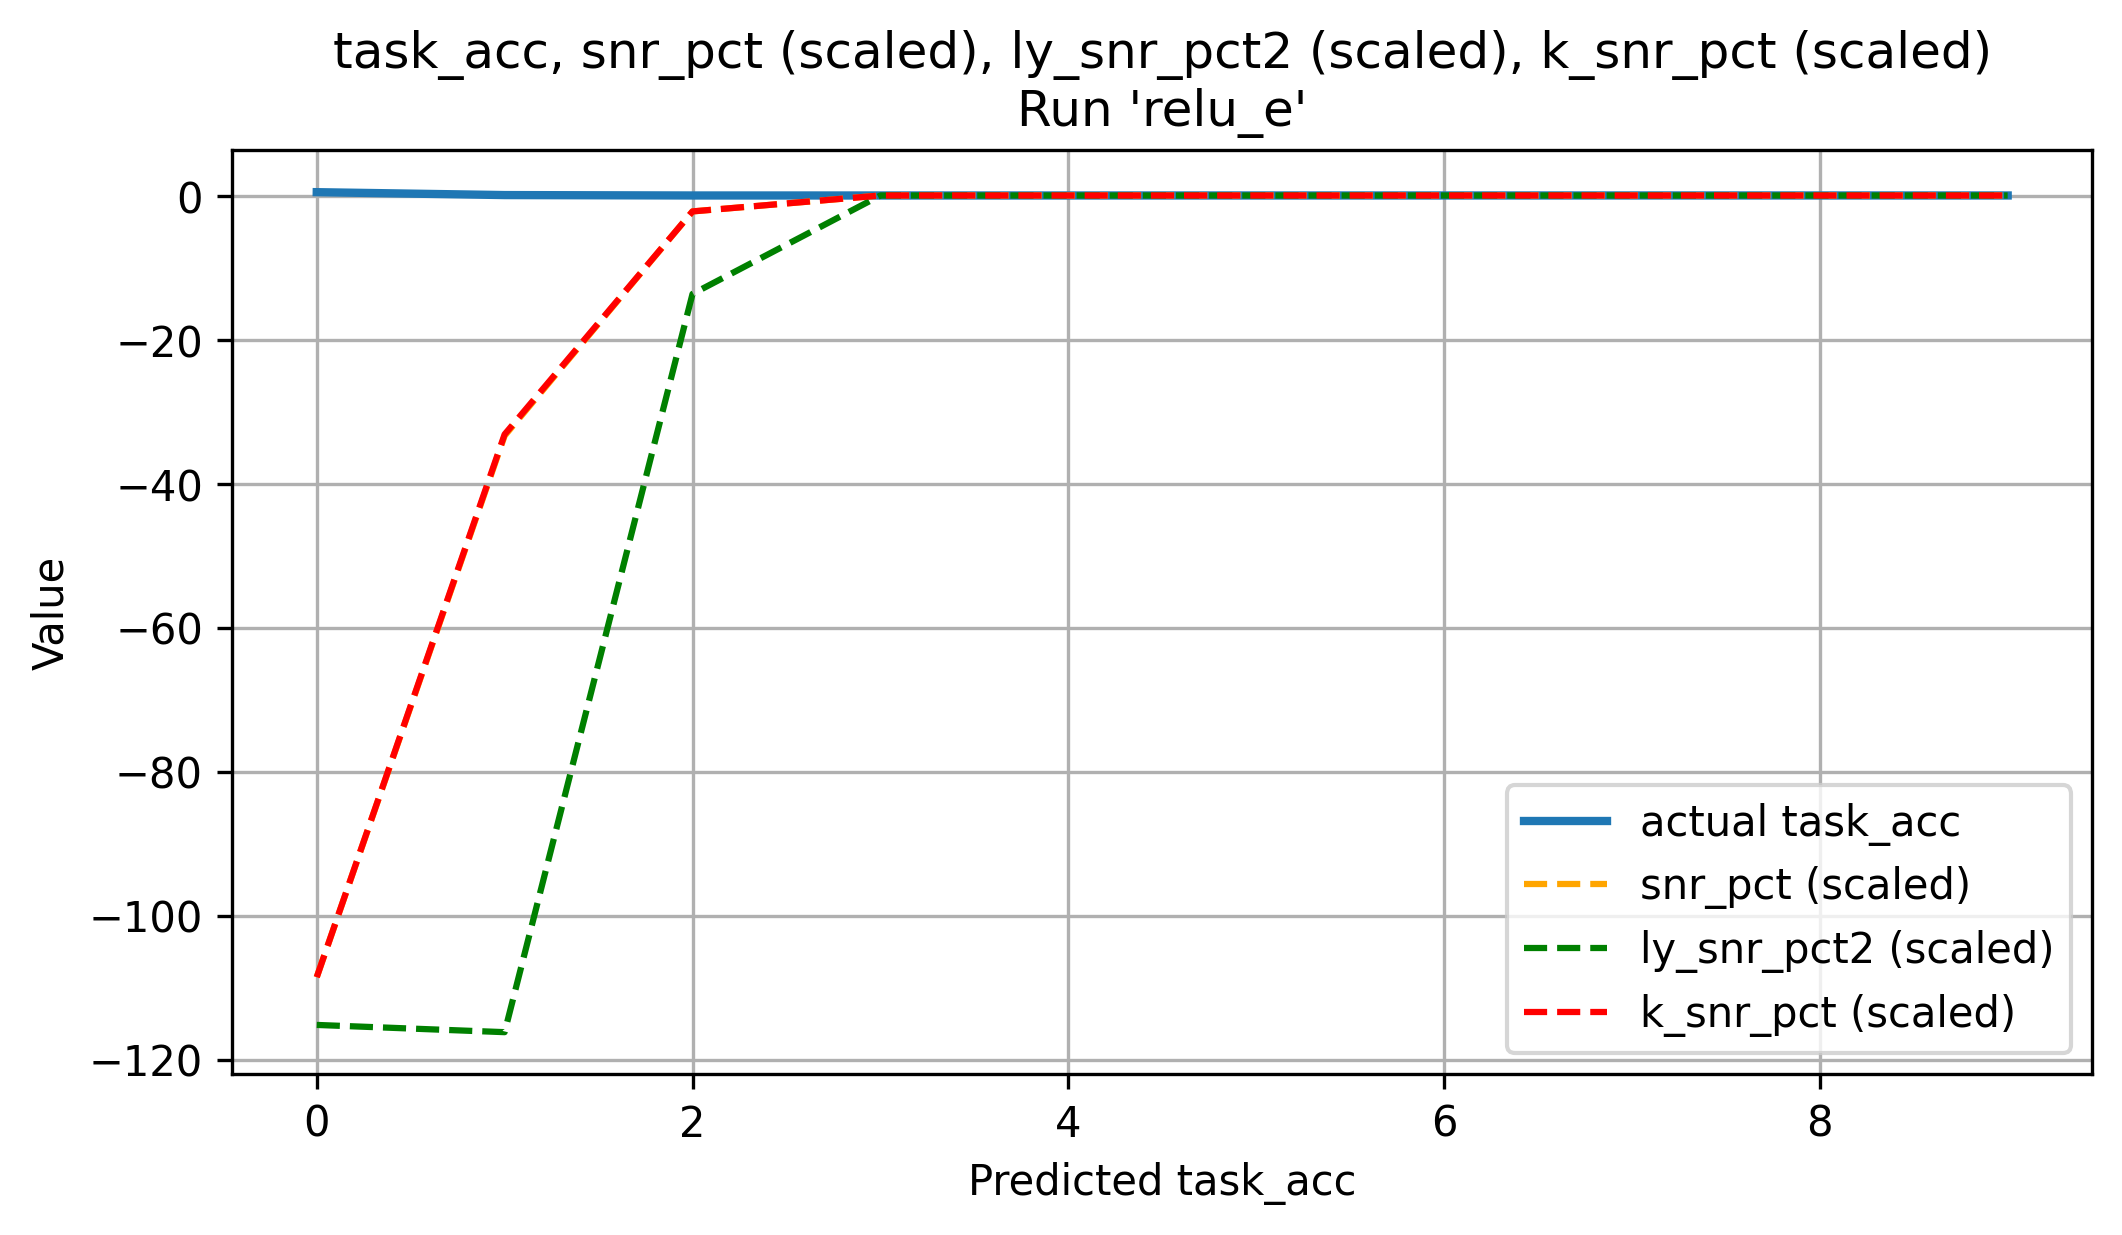 task_acc, snr_pct (scaled), ly_snr_pct2 (scaled), k_snr_pct (scaled)
Run 'relu_e'
0
−20
−40
−60
−80
−100
−120
Value
actual task_acc
snr_pct (scaled)
ly_snr_pct2 (scaled)
k_snr_pct (scaled)
0 2 4 6 8
Predicted task_acc